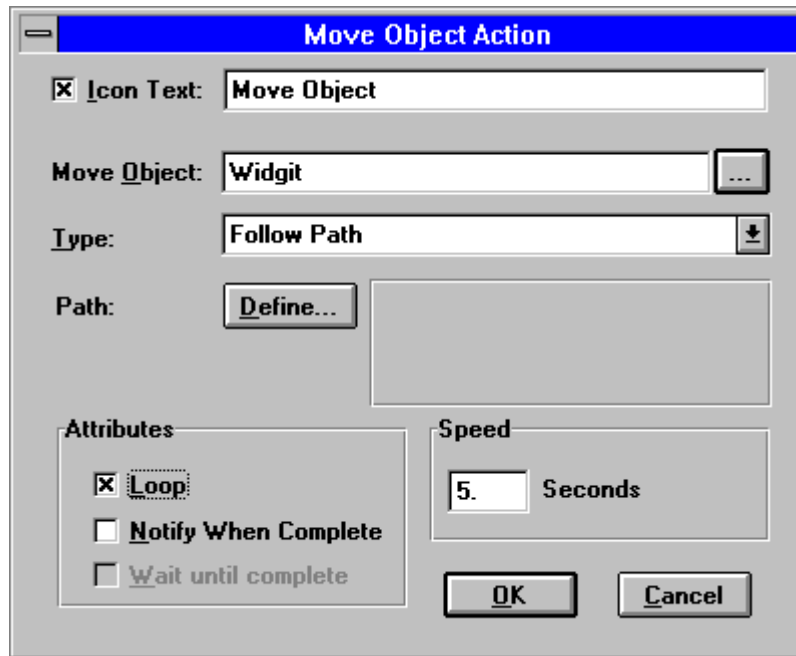 Move Object Action
Icon Text: Move Object
Move Object: Widgit ...
Type: Follow Path
Path: Define...
Attributes
Loop
Notify When Complete
Wait until complete
Speed
5. Seconds
OK Cancel